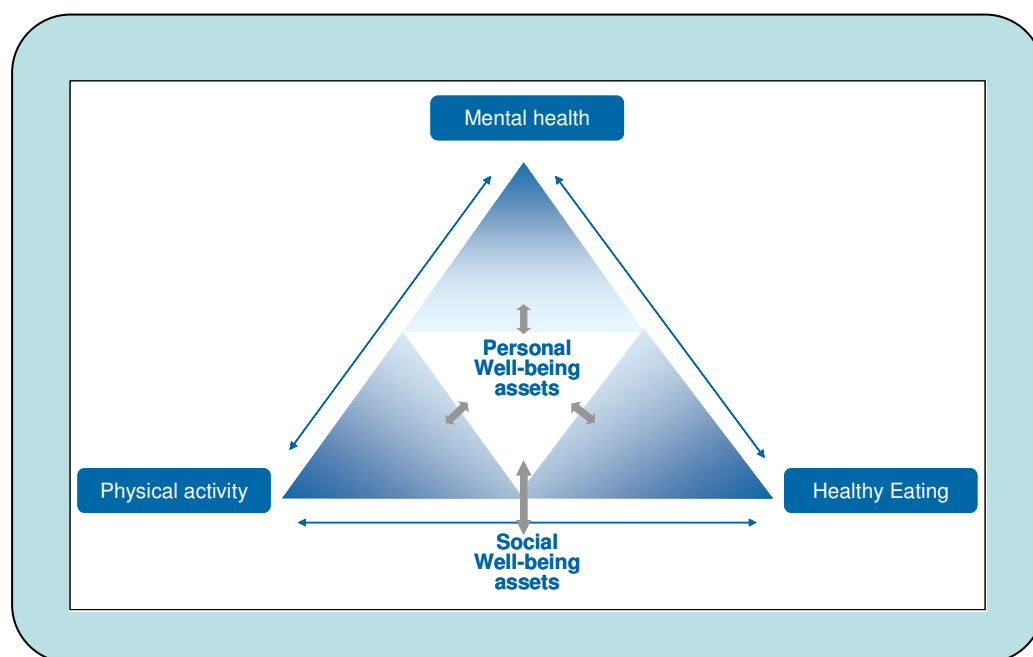 Mental health
Personal
Well-being
assets
Physical activity
Healthy Eating
Social
Well-being
assets